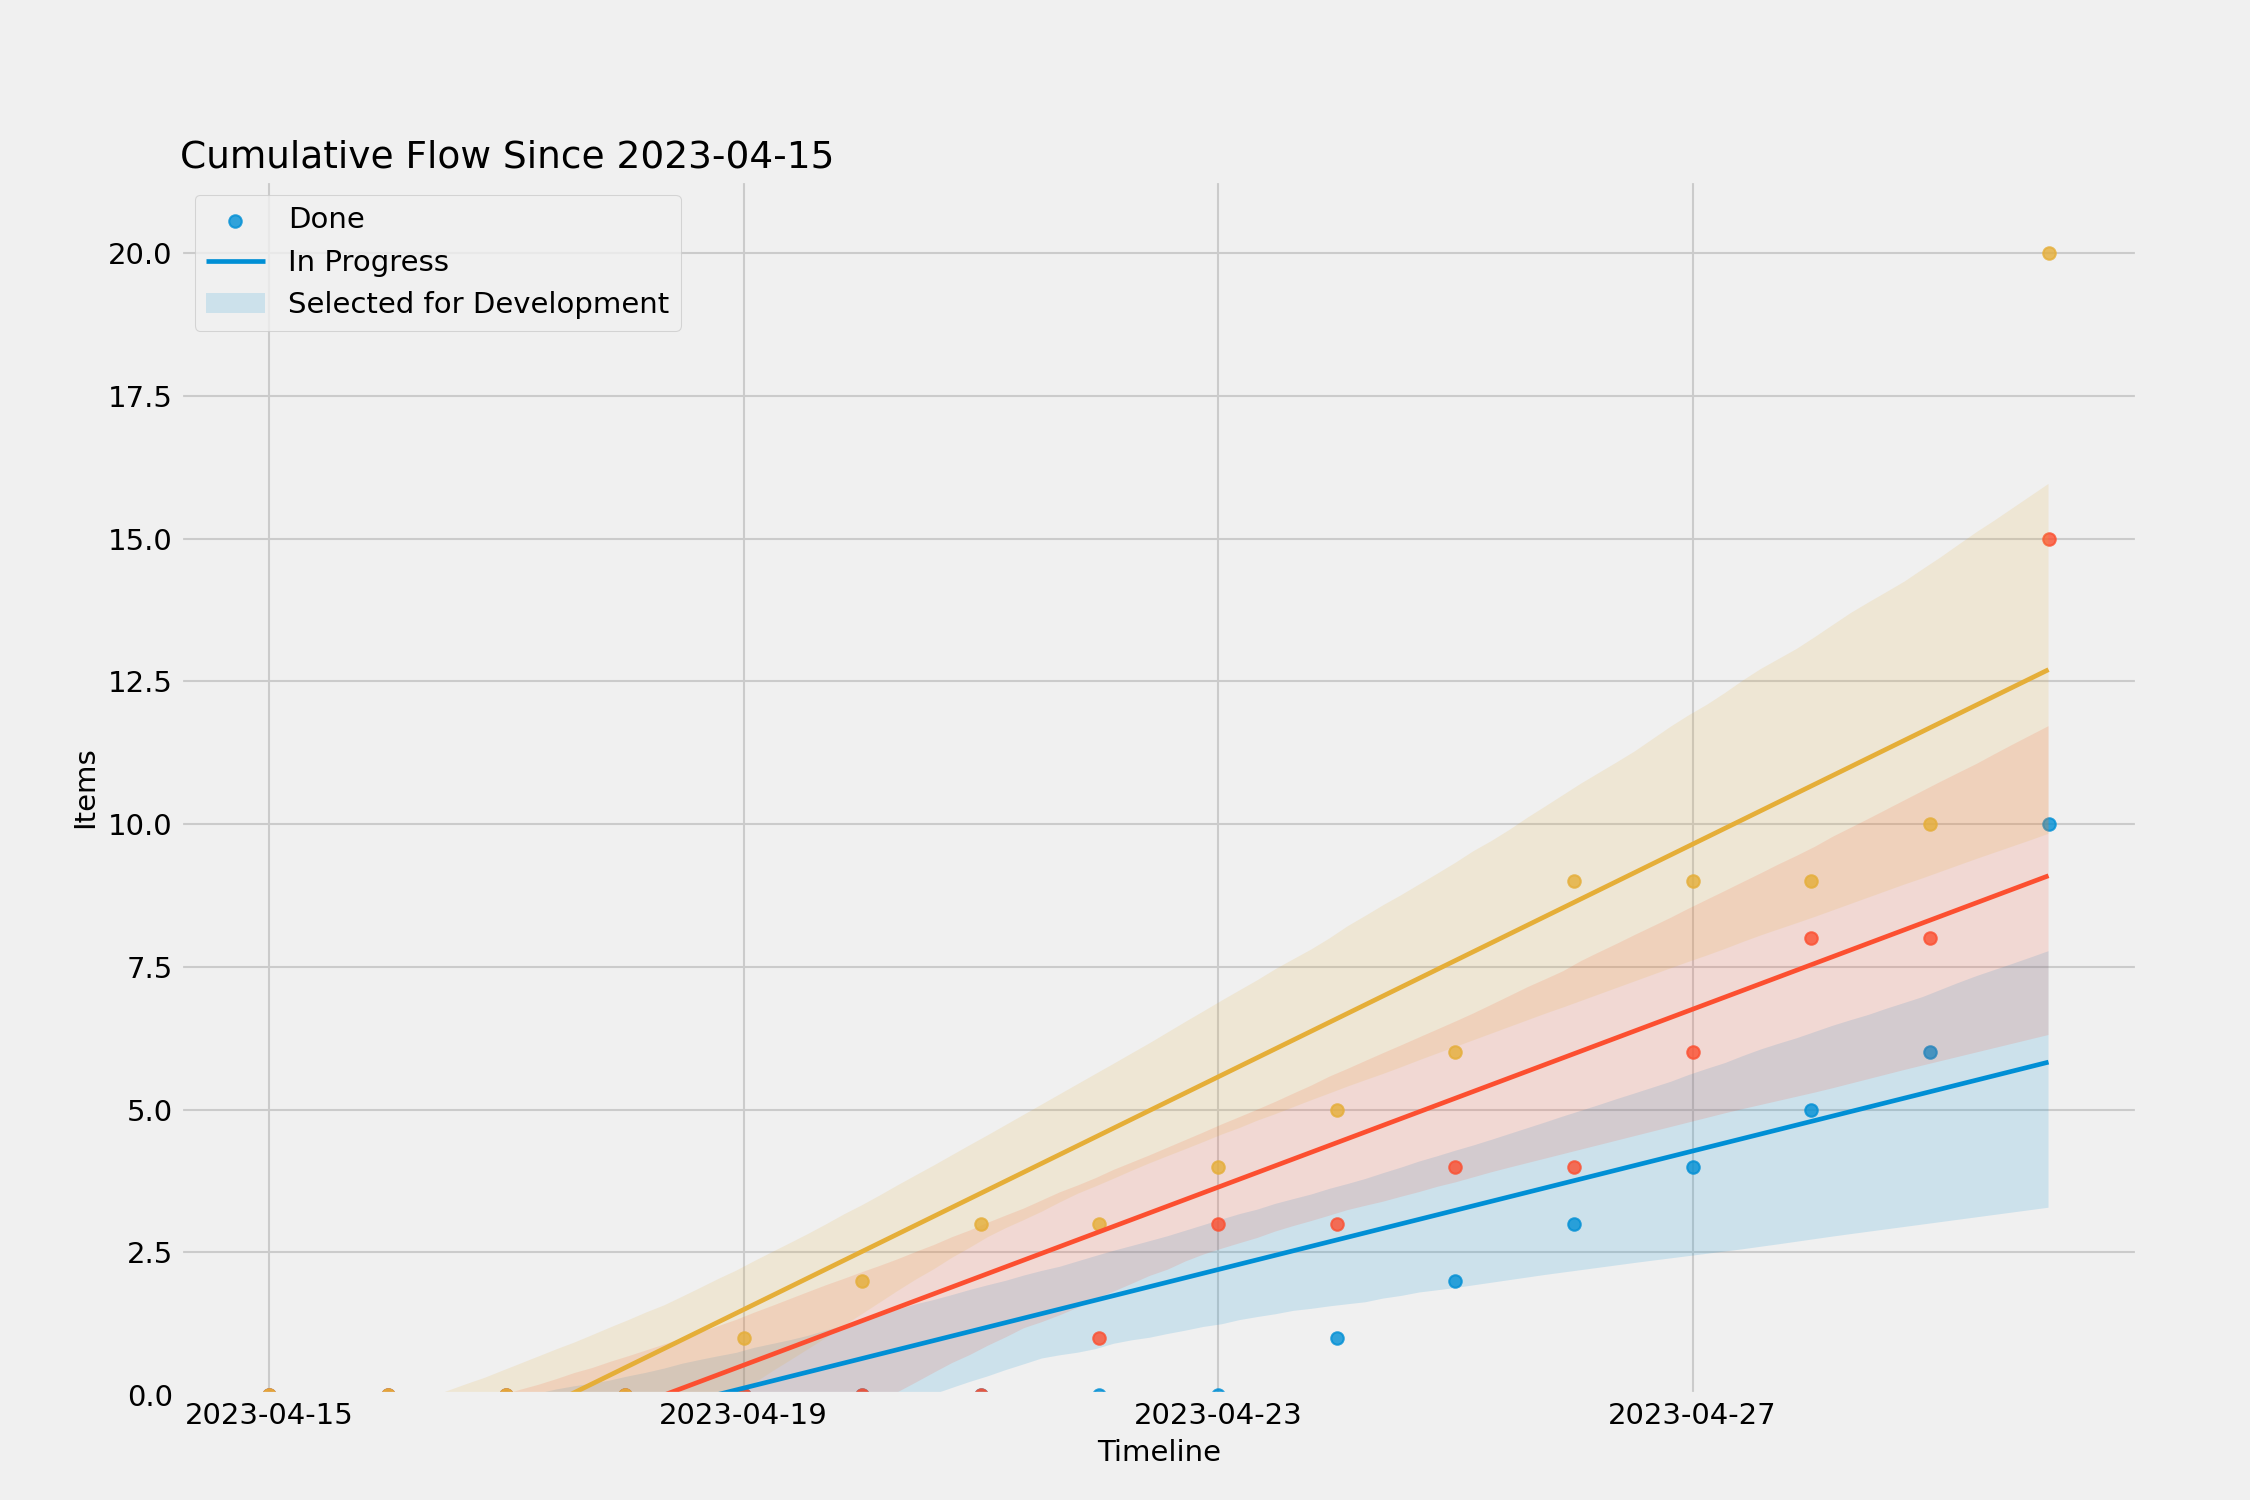 Cumulative Flow Since 2023-04-15
Done
In Progress
Selected for Development
20.0
17.5
15.0
12.5
10.0
7.5
5.0
2.5
0.0
Items
2023-04-15 2023-04-19 2023-04-23 2023-04-27
Timeline